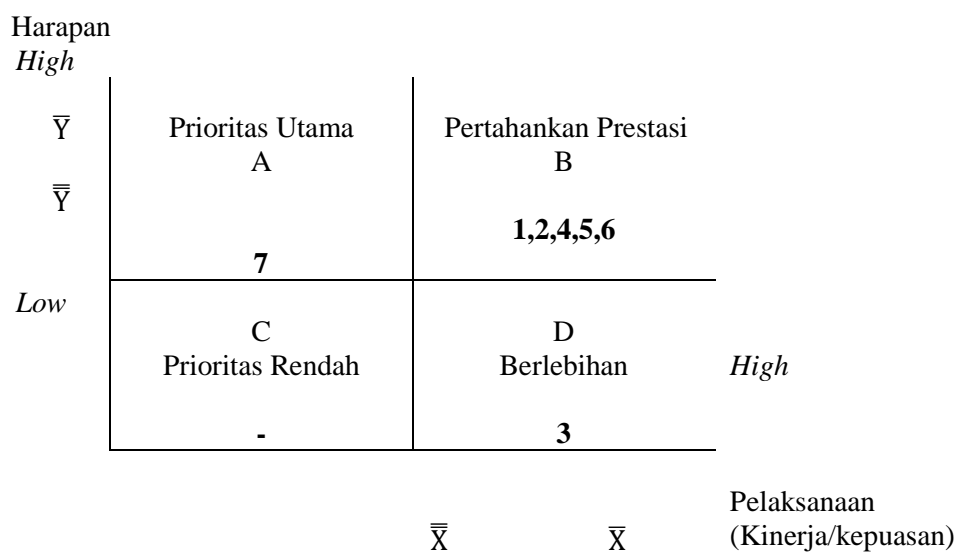 Harapan
High
Y̅ Prioritas Utama Pertahankan Prestasi
A B
Y̿
1,2,4,5,6
7
Low
C D
Prioritas Rendah Berlebihan High
- 3
Pelaksanaan
X̿ X̅ (Kinerja/kepuasan)